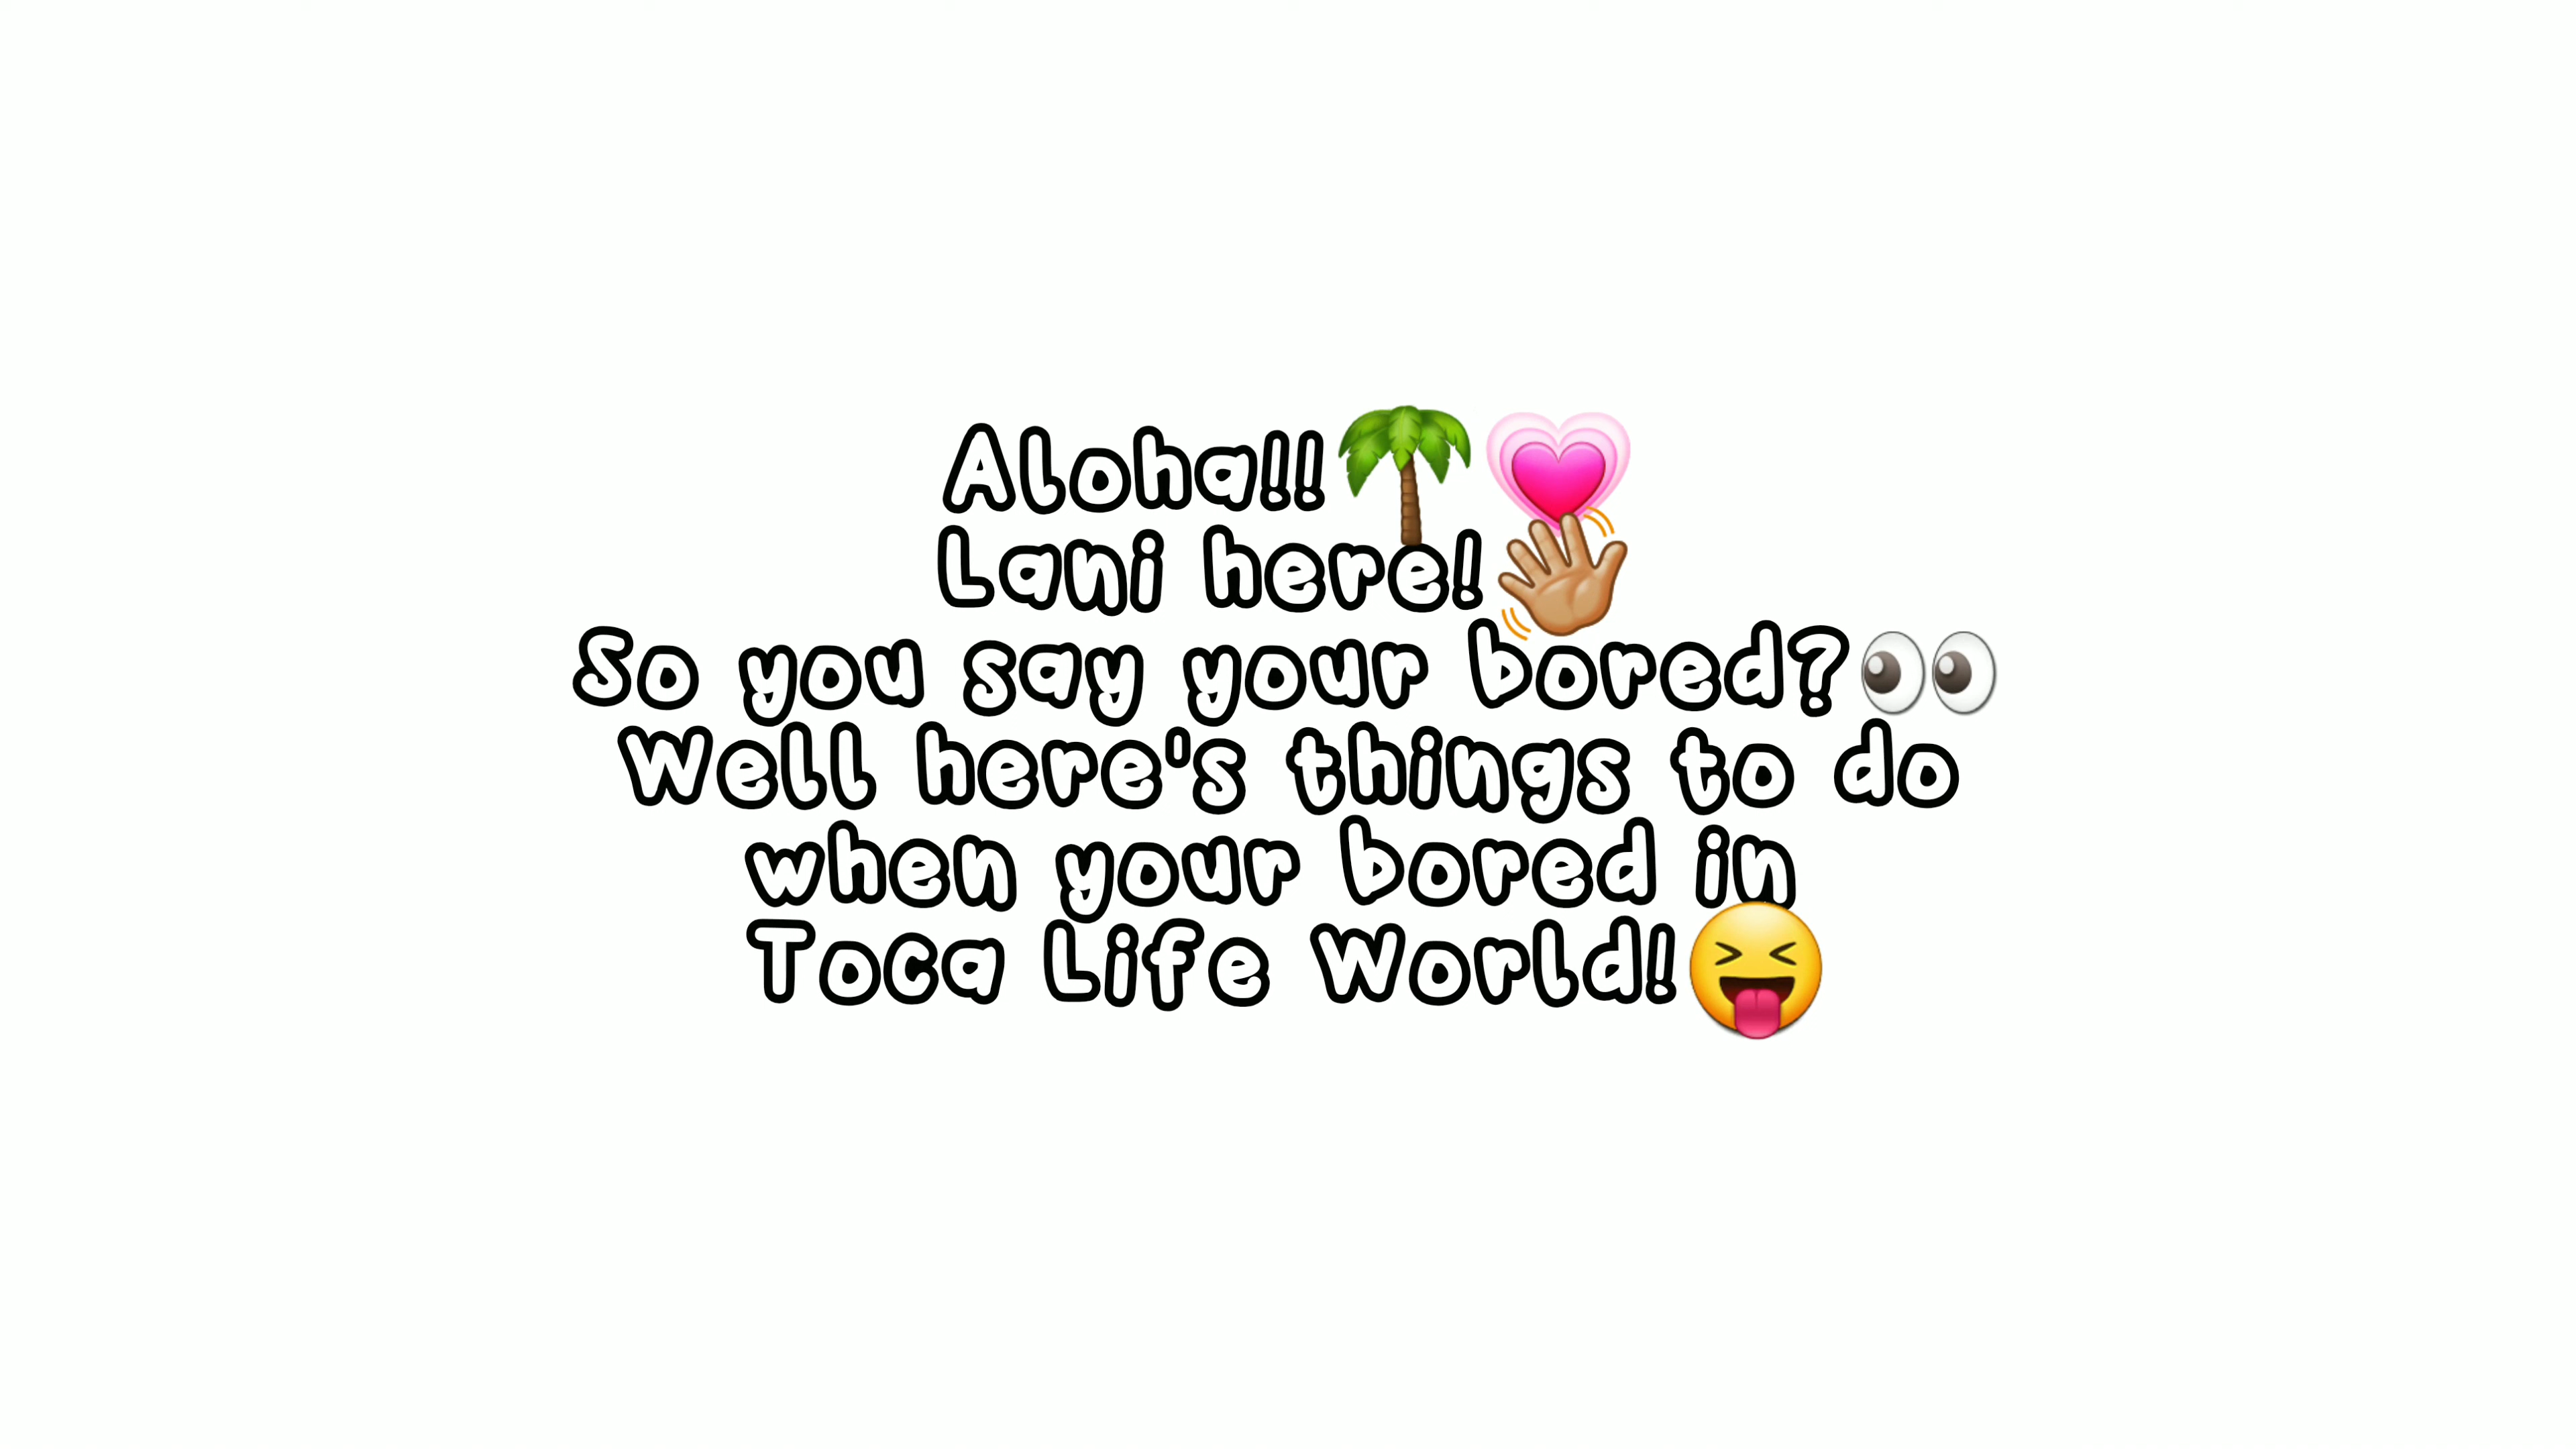 Aloha!!🌴💗
Lani here!👋🏼
So you say your bored?👀
Well here's things to do
when your bored in
Toca Life World!😝